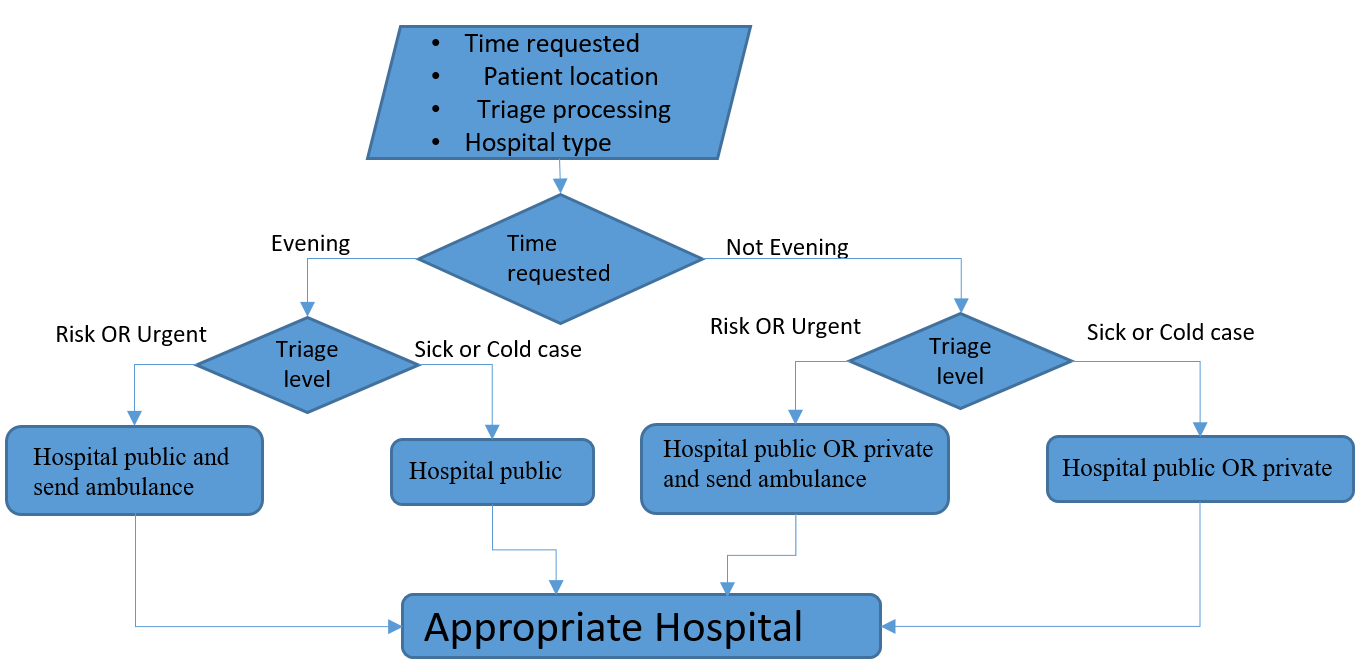 • Time requested
• Patient location
• Triage processing
• Hospital type
Time
requested
Evening
Not Evening
Triage
level
Risk OR Urgent
Sick or Cold case
Triage
level
Risk OR Urgent
Sick or Cold case
Hospital public and
send ambulance
Hospital public
Hospital public OR private
and send ambulance
Hospital public OR private
Appropriate Hospital